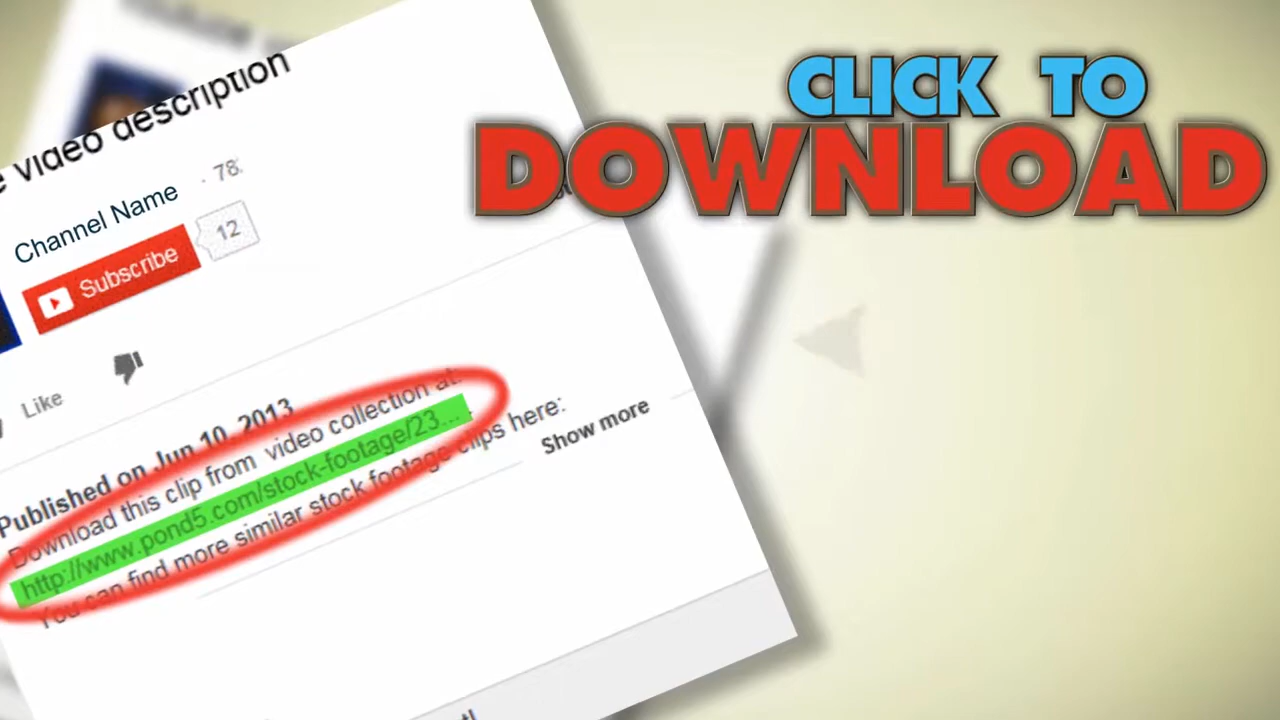 CLICK TO
DOWNLOAD
video description
Channel Name
78
Subscribe
12
Like
Published on Jun 10, 2013
Download this clip from video collection at:
http://www.pond5.com/stock-footage/23...
You can find more similar stock footage clips here:
Show more